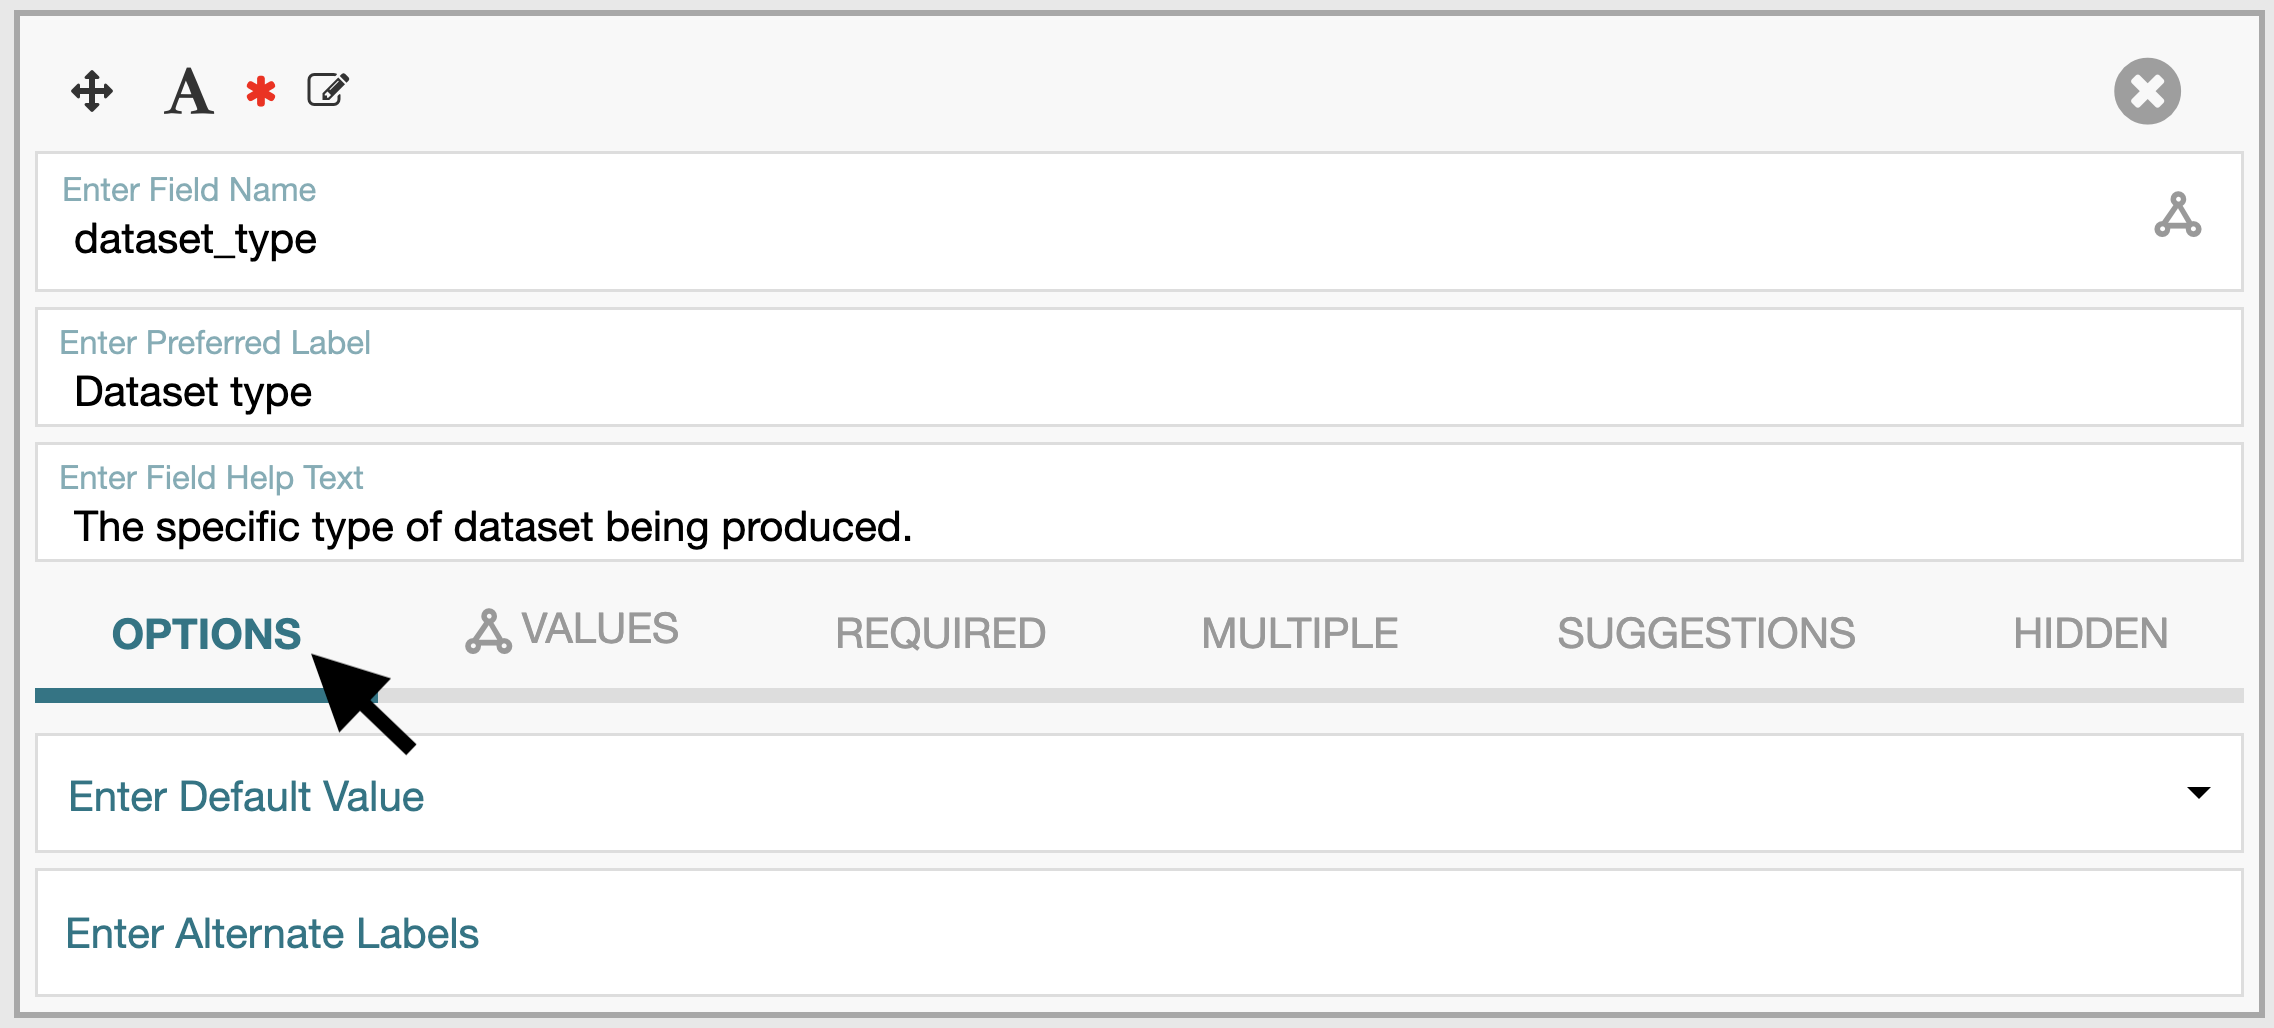 A
Enter Field Name
dataset_type
Enter Preferred Label
Dataset type
Enter Field Help Text
The specific type of dataset being produced.
OPTIONS VALUES REQUIRED MULTIPLE SUGGESTIONS HIDDEN
Enter Default Value
Enter Alternate Labels